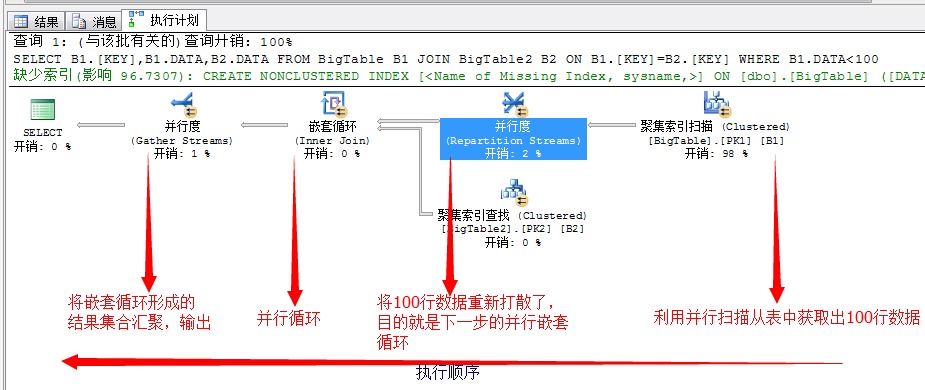 结果 消息 执行计划
查询 1: (与该批有关的)查询开销: 100%
SELECT B1.[KEY],B1.DATA,B2.DATA FROM BigTable B1 JOIN BigTable2 B2 ON B1.[KEY]=B2.[KEY] WHERE B1.DATA<100
缺少索引(影响 96.7307): CREATE NONCLUSTERED INDEX [<Name of Missing Index, sysname,>] ON [dbo].[BigTable] ([DATA
SELECT
开销: 0 %
并行度
(Gather Streams)
开销: 1 %
嵌套循环
(Inner Join)
开销: 0 %
并行度
(Repartition Streams)
开销: 2 %
聚集索引扫描 (Clustered)
[BigTable].[PK1] [B1]
开销: 98 %
聚集索引查找 (Clustered)
[BigTable2].[PK2] [B2]
开销: 0 %
将嵌套循环形成的
结果集合汇聚，输出
并行循环
将100行数据重新打散了，
目的就是下一步的并行嵌套
循环
利用并行扫描从表中获取出100行数据
执行顺序